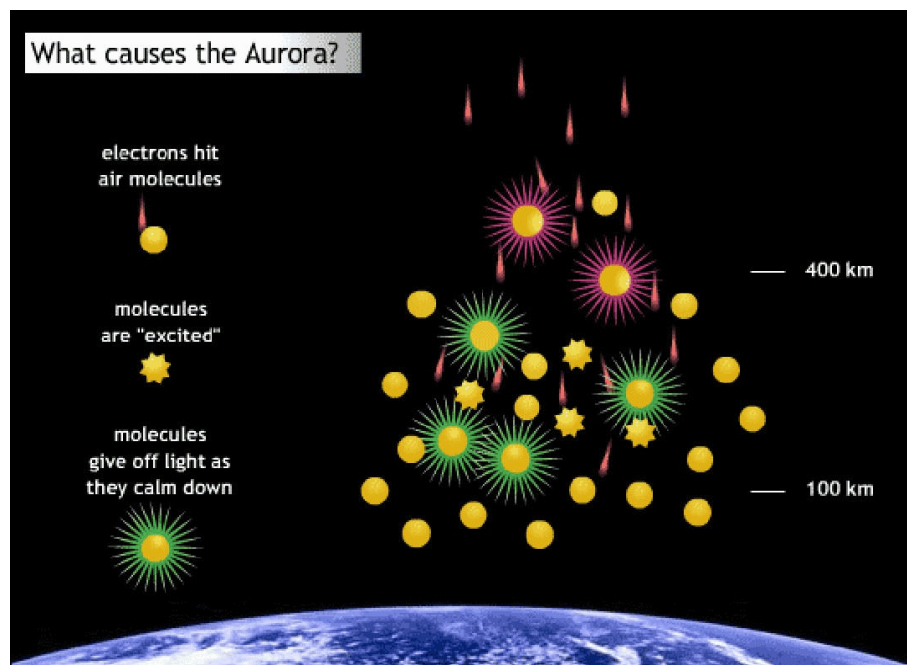 What causes the Aurora?
electrons hit
air molecules
molecules
are "excited"
molecules
give off light as
they calm down
400 km
100 km